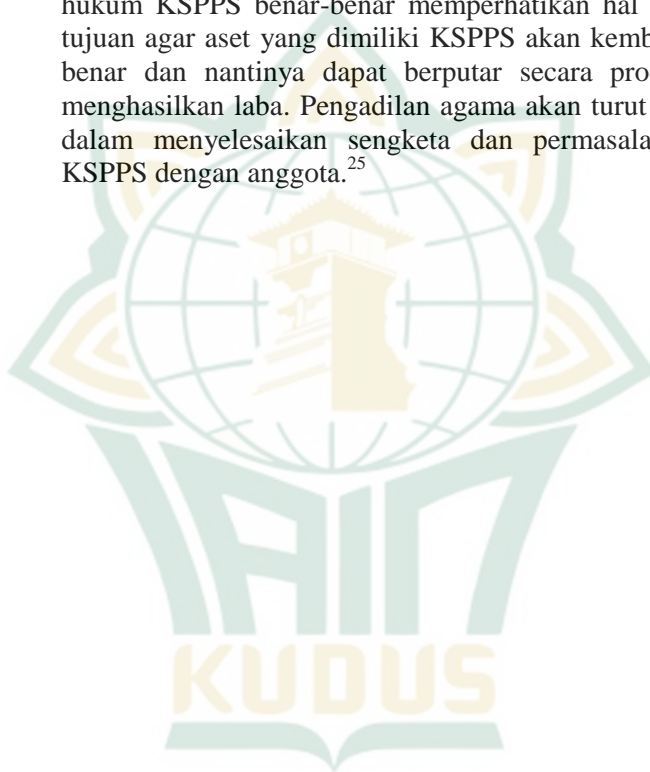 hukum KSPPS benar-benar memperhatikan hal
tujuan agar aset yang dimiliki KSPPS akan kemb
benar dan nantinya dapat berputar secara pro
menghasilkan laba. Pengadilan agama akan turut
dalam menyelesaikan sengketa dan permasala
KSPPS dengan anggota.25
IAIN
KUDUS